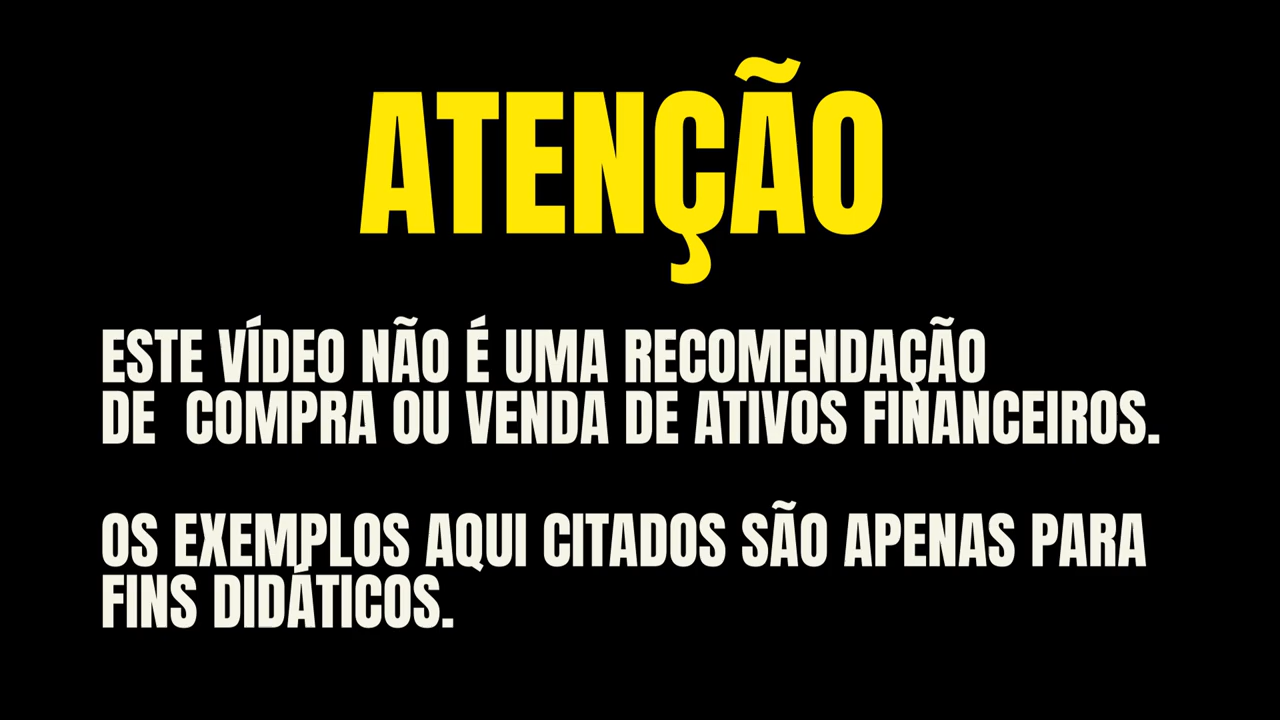 ATENÇÃO
ESTE VÍDEO NÃO É UMA RECOMENDAÇÃO
DE COMPRA OU VENDA DE ATIVOS FINANCEIROS.
OS EXEMPLOS AQUI CITADOS SÃO APENAS PARA
FINS DIDÁTICOS.